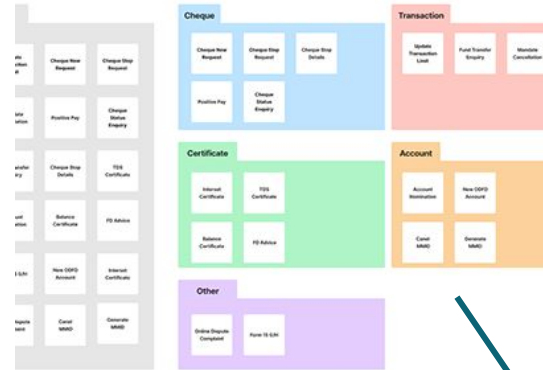 Cheque New
Request
Cheque Stop
Request
Positive Pay
Cheque
Status
Enquiry
Cheque Stop
Details
TDS
Certificate
Balance
Certificate
FD Advice
New ODFD
Account
Interest
Certificate
Canel
MMID
Generate
MMID
Cheque
Cheque New
Request
Cheque Stop
Request
Cheque Stop
Details
Positive Pay
Cheque
Status
Enquiry
Transaction
Update
Transaction
Limit
Fund Transfer
Enquiry
Mandate
Cancellation
Certificate
Interest
Certificate
TDS
Certificate
Balance
Certificate
FD Advice
Account
Account
Nomination
New ODFD
Account
Canel
MMID
Generate
MMID
Other
Online Dispute
Complaint
Form 15 G/H